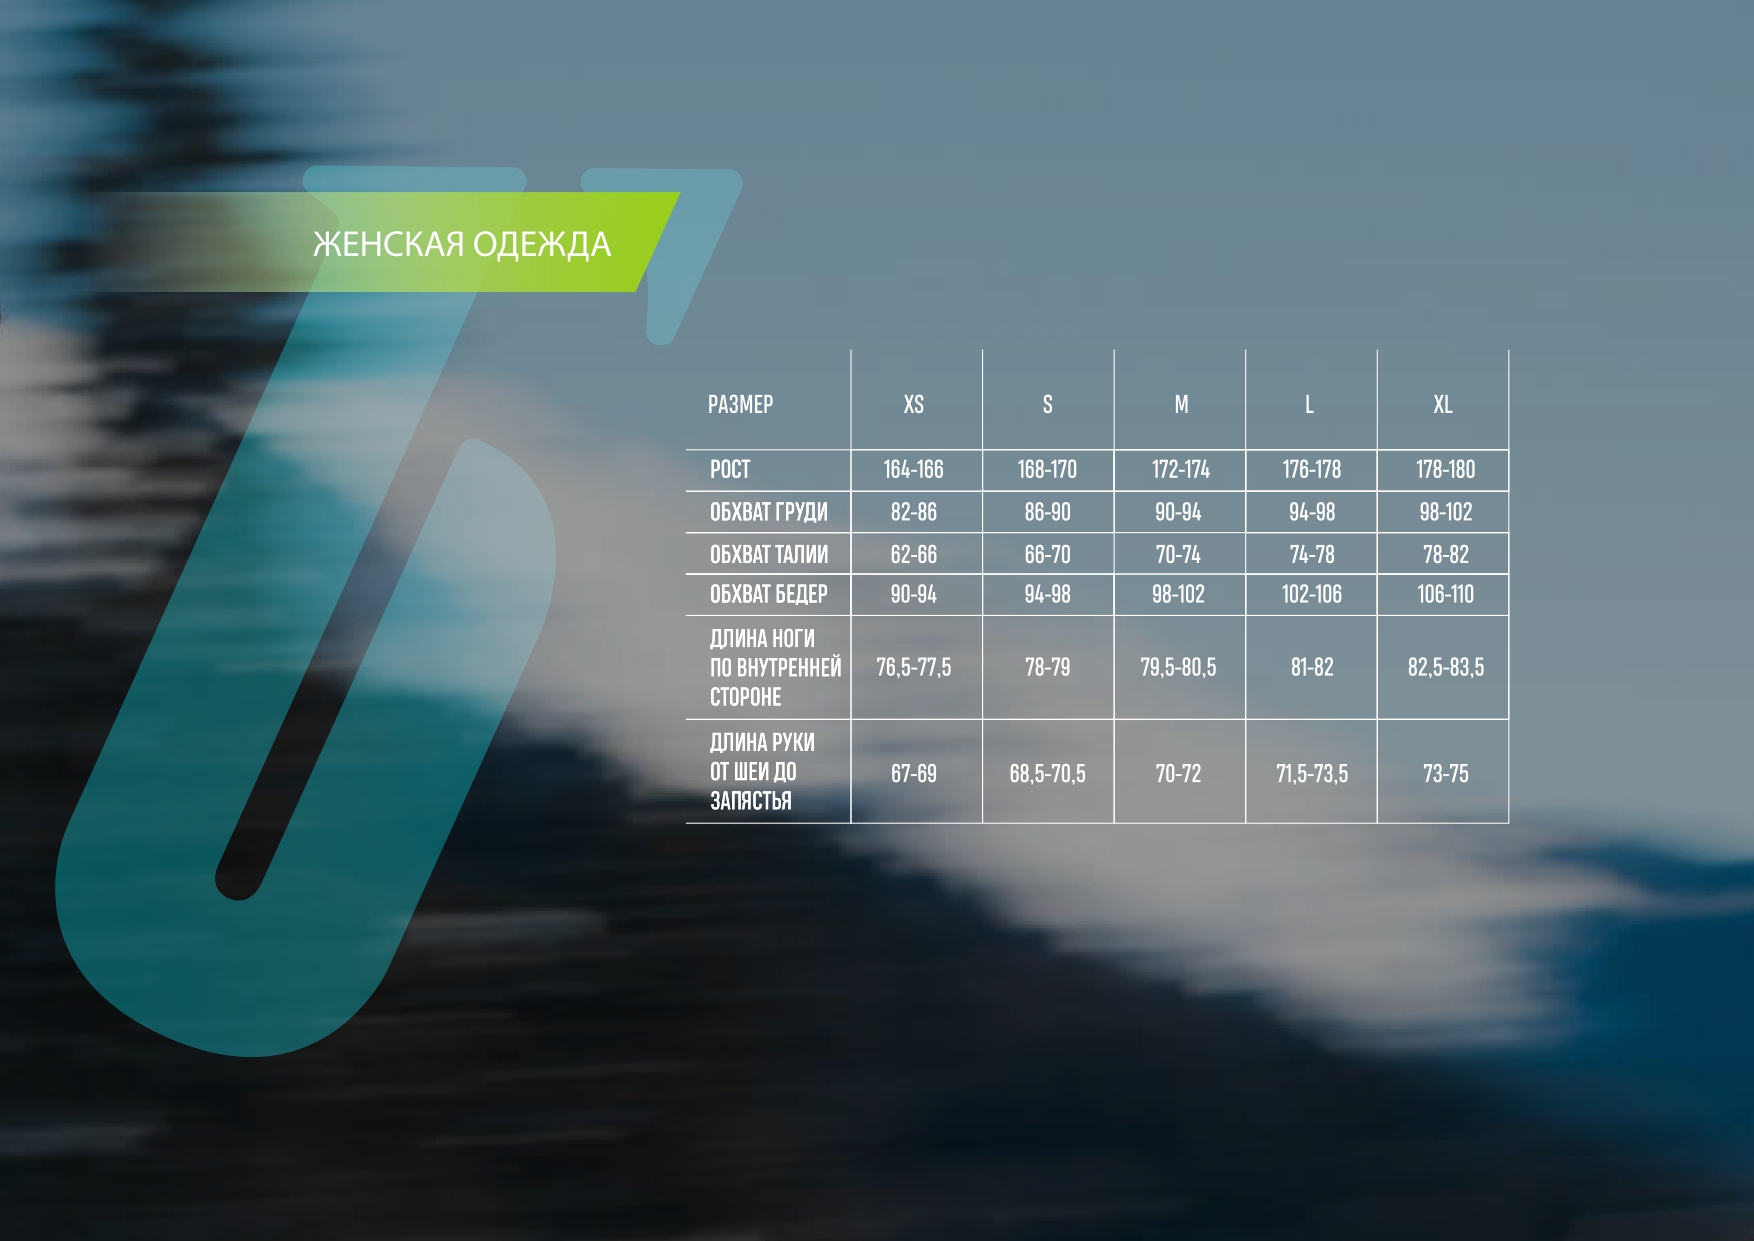 ЖЕНСКАЯ ОДЕЖДА
РАЗМЕР XS S M L XL
РОСТ 164-166 168-170 172-174 176-178 178-180
ОБХВАТ ГРУДИ 82-86 86-90 90-94 94-98 98-102
ОБХВАТ ТАЛИИ 62-66 66-70 70-74 74-78 78-82
ОБХВАТ БЕДЕР 90-94 94-98 98-102 102-106 106-110
ДЛИНА НОГИ
ПО ВНУТРЕННЕЙ 76,5-77,5 78-79 79,5-80,5 81-82 82,5-83,5
СТОРОНЕ
ДЛИНА РУКИ
ОТ ШЕИ ДО 67-69 68,5-70,5 70-72 71,5-73,5 73-75
ЗАПЯСТЬЯ